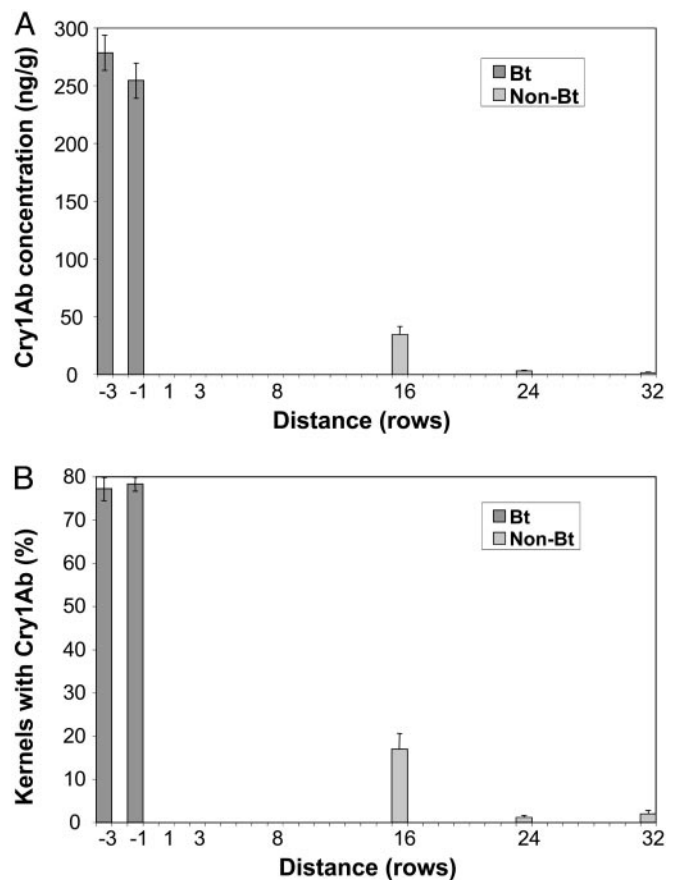 A
Cry1Ab concentration (ng/g)
300
250
200
150
100
50
0
Bt
Non-Bt
-3 -1 1 3 8 16 24 32
Distance (rows)
B
Kernels with Cry1Ab (%)
80
70
60
50
40
30
20
10
0
Bt
Non-Bt
-3 -1 1 3 8 16 24 32
Distance (rows)